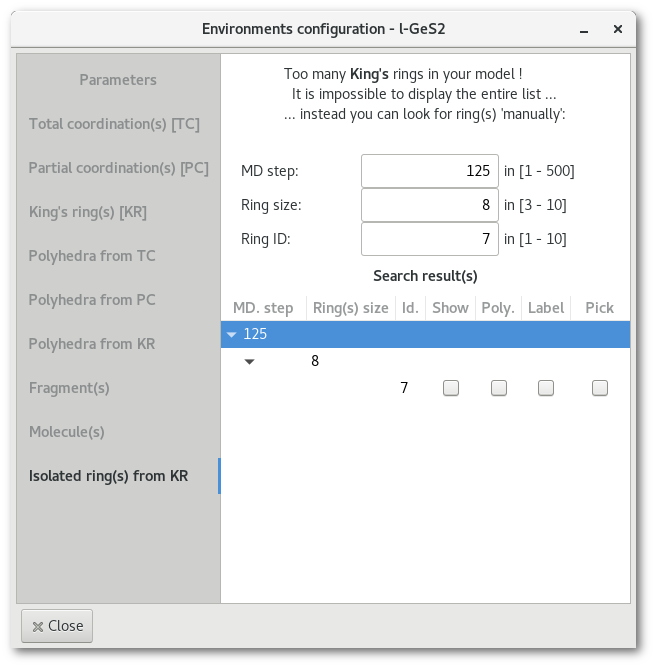 Environments configuration - l-GeS2
Parameters
Total coordination(s) [TC]
Partial coordination(s) [PC]
King's ring(s) [KR]
Polyhedra from TC
Polyhedra from PC
Polyhedra from KR
Fragment(s)
Molecule(s)
Isolated ring(s) from KR
Too many King's rings in your model !
It is impossible to display the entire list ...
... instead you can look for ring(s) 'manually':
MD step: 125 in [1 - 500]
Ring size: 8 in [3 - 10]
Ring ID: 7 in [1 - 10]
Search result(s)
MD. step Ring(s) size Id. Show Poly. Label Pick
125
8
7
Close